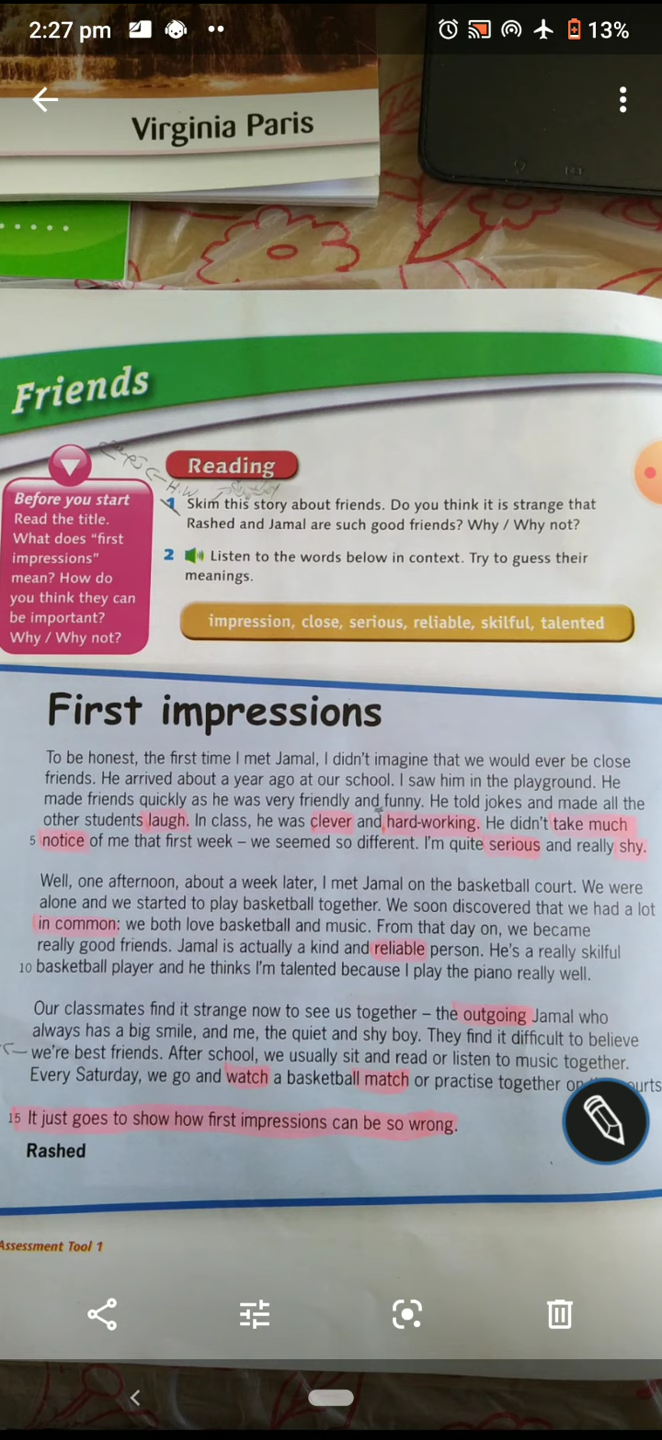 2:27 pm
13%
Virginia Paris
Friends
Before you start
Read the title.
What does “first
impressions”
mean? How do
you think they can
be important?
Why / Why not?
Reading
H.W
1 Skim this story about friends. Do you think it is strange that
Rashed and Jamal are such good friends? Why / Why not?
2 Listen to the words below in context. Try to guess their
meanings.
impression, close, serious, reliable, skilful, talented
First impressions
To be honest, the first time I met Jamal, I didn’t imagine that we would ever be close
friends. He arrived about a year ago at our school. I saw him in the playground. He
made friends quickly as he was very friendly and funny. He told jokes and made all the
other students laugh. In class, he was clever and hard-working. He didn’t take much
5 notice of me that first week – we seemed so different. I’m quite serious and really shy.
Well, one afternoon, about a week later, I met Jamal on the basketball court. We were
alone and we started to play basketball together. We soon discovered that we had a lot
in common: we both love basketball and music. From that day on, we became
really good friends. Jamal is actually a kind and reliable person. He’s a really skilful
10 basketball player and he thinks I’m talented because I play the piano really well.
Our classmates find it strange now to see us together – the outgoing Jamal who
always has a big smile, and me, the quiet and shy boy. They find it difficult to believe
we’re best friends. After school, we usually sit and read or listen to music together.
Every Saturday, we go and watch a basketball match or practise together on
15 It just goes to show how first impressions can be so wrong.
Rashed
Assessment Tool 1